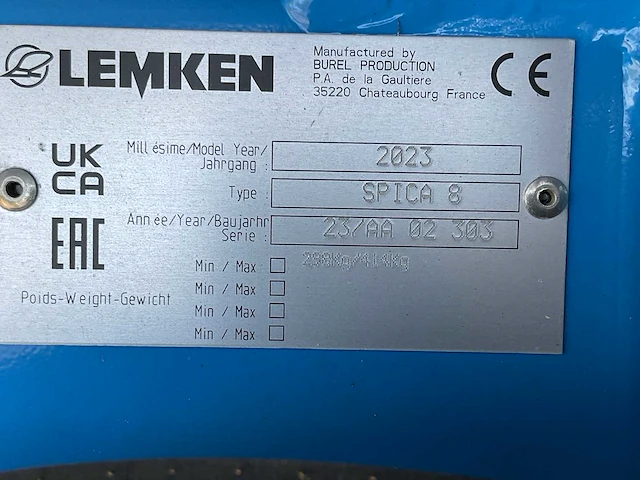 LEMKEN
Manufactured by
BUREL PRODUCTION
P.A. de la Gaultiere
35220 Chateaubourg France
CE
UK
CA
EAC
Millésime/Model Year/
Jahrgang : 2023
Type : SPICA 8
Année/Year/Baujahr
Serie : 23/AA 02 303
Poids-Weight-Gewicht
Min / Max 298Kg/414Kg
Min / Max
Min / Max
Min / Max